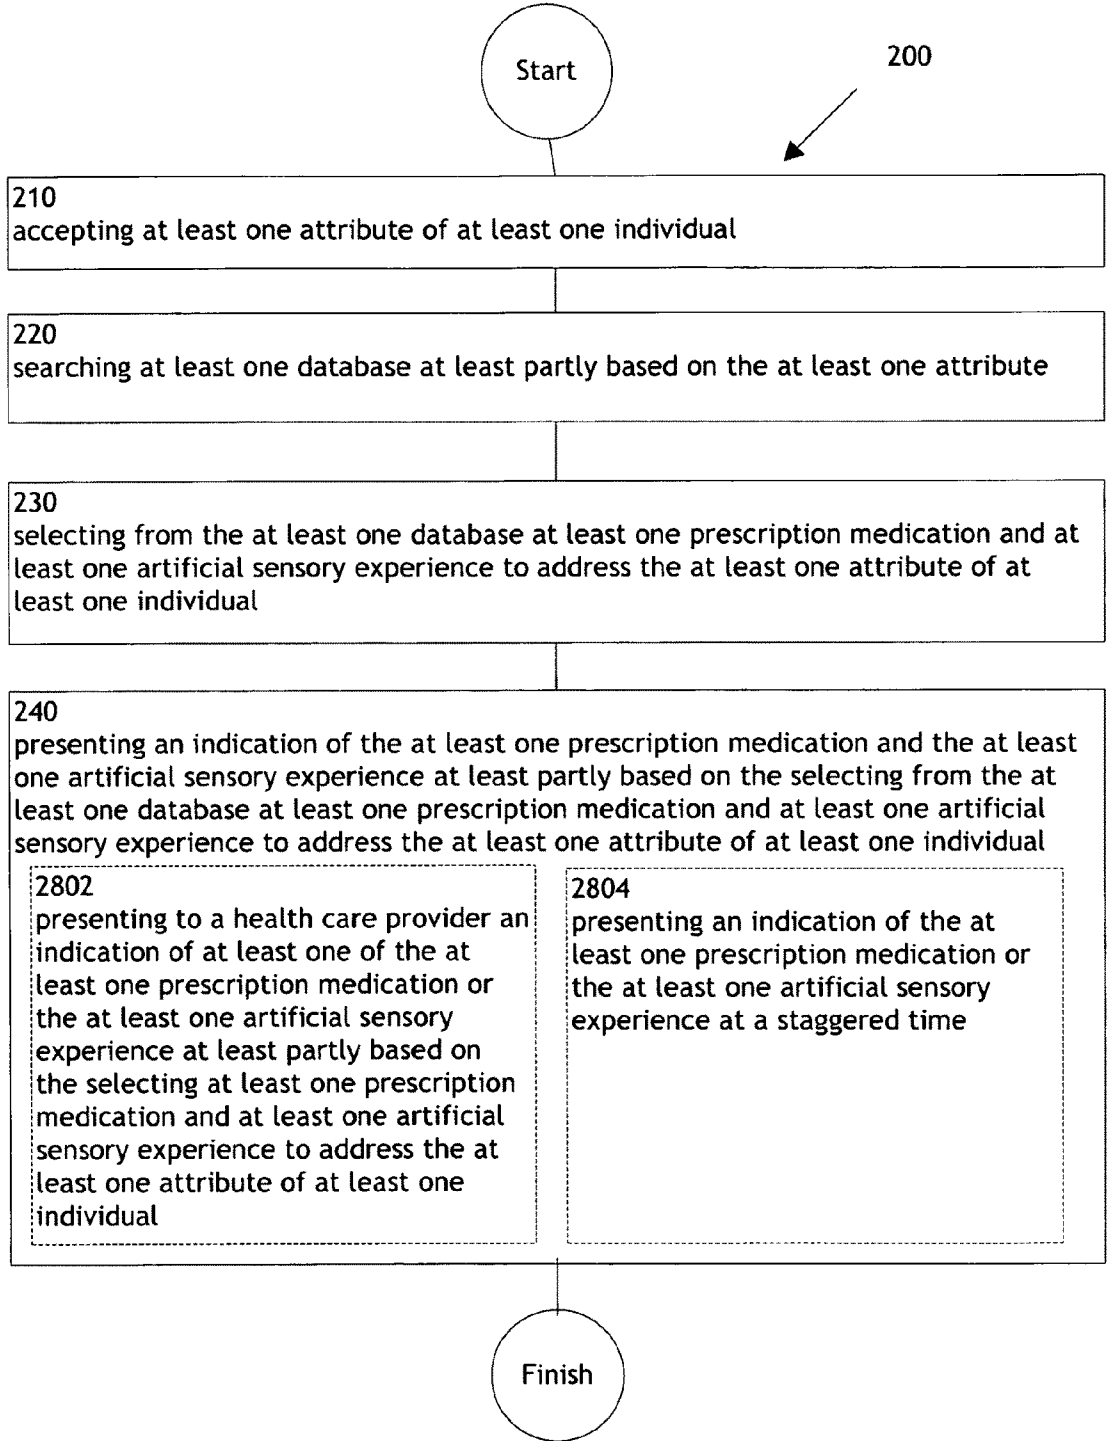 Start
200
210
accepting at least one attribute of at least one individual
220
searching at least one database at least partly based on the at least one attribute
230
selecting from the at least one database at least one prescription medication and at
least one artificial sensory experience to address the at least one attribute of at
least one individual
240
presenting an indication of the at least one prescription medication and the at least
one artificial sensory experience at least partly based on the selecting from the at
least one database at least one prescription medication and at least one artificial
sensory experience to address the at least one attribute of at least one individual
2802
presenting to a health care provider an
indication of at least one of the at
least one prescription medication or
the at least one artificial sensory
experience at least partly based on
the selecting at least one prescription
medication and at least one artificial
sensory experience to address the at
least one attribute of at least one
individual
2804
presenting an indication of the at
least one prescription medication or
the at least one artificial sensory
experience at a staggered time
Finish